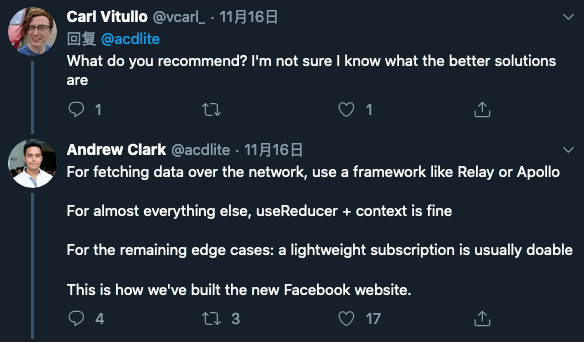 Carl Vitullo @vcarl_ · 11月16日
回复 @acdlite
What do you recommend? I'm not sure I know what the better solutions
are
1 1
Andrew Clark @acdlite · 11月16日
For fetching data over the network, use a framework like Relay or Apollo
For almost everything else, useReducer + context is fine
For the remaining edge cases: a lightweight subscription is usually doable
This is how we've built the new Facebook website.
4 3 17